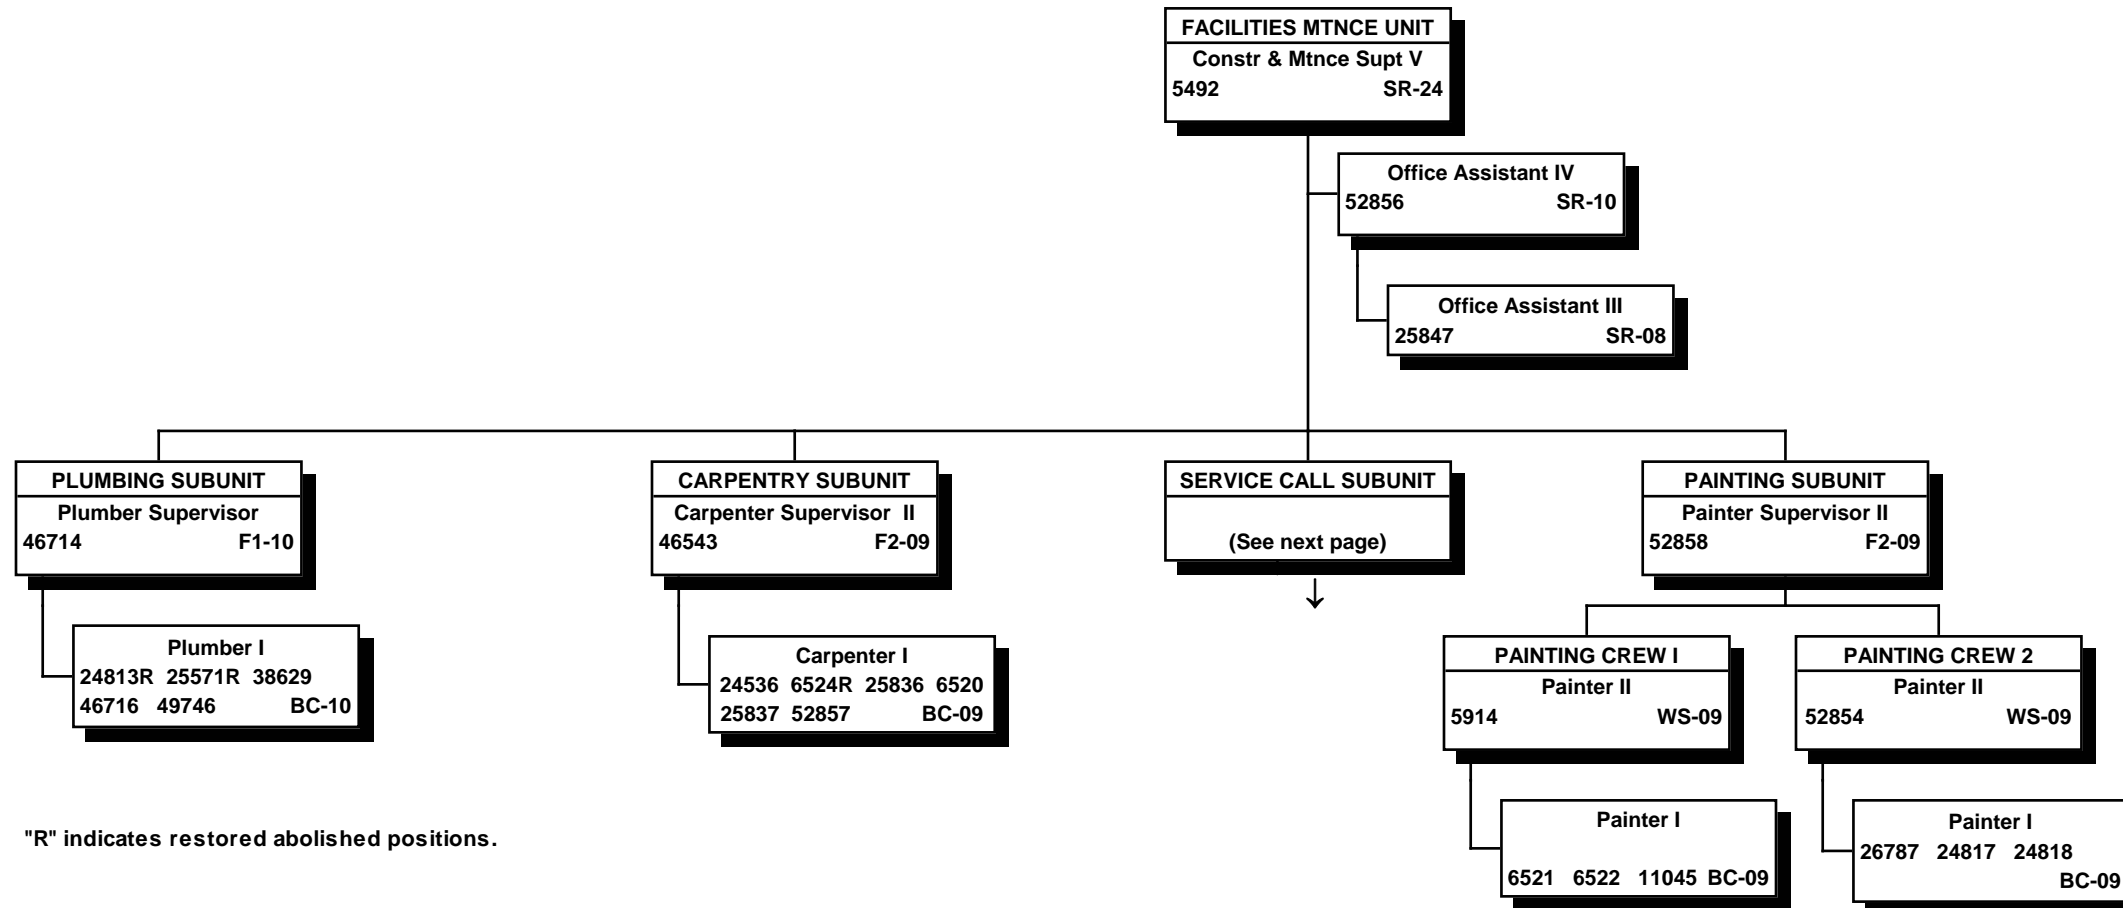 FACILITIES MTNCE UNIT
Constr & Mtnce Supt V
5492 SR-24
Office Assistant IV
52856 SR-10
Office Assistant III
25847 SR-08
PLUMBING SUBUNIT
Plumber Supervisor
46714 F1-10
Plumber I
24813R 25571R 38629
46716 49746 BC-10
CARPENTRY SUBUNIT
Carpenter Supervisor II
46543 F2-09
Carpenter I
24536 6524R 25836 6520
25837 52857 BC-09
SERVICE CALL SUBUNIT
(See next page)
↓
PAINTING SUBUNIT
Painter Supervisor II
52858 F2-09
PAINTING CREW I
Painter II
5914 WS-09
Painter I
6521 6522 11045 BC-09
PAINTING CREW 2
Painter II
52854 WS-09
Painter I
26787 24817 24818
BC-09
"R" indicates restored abolished positions.